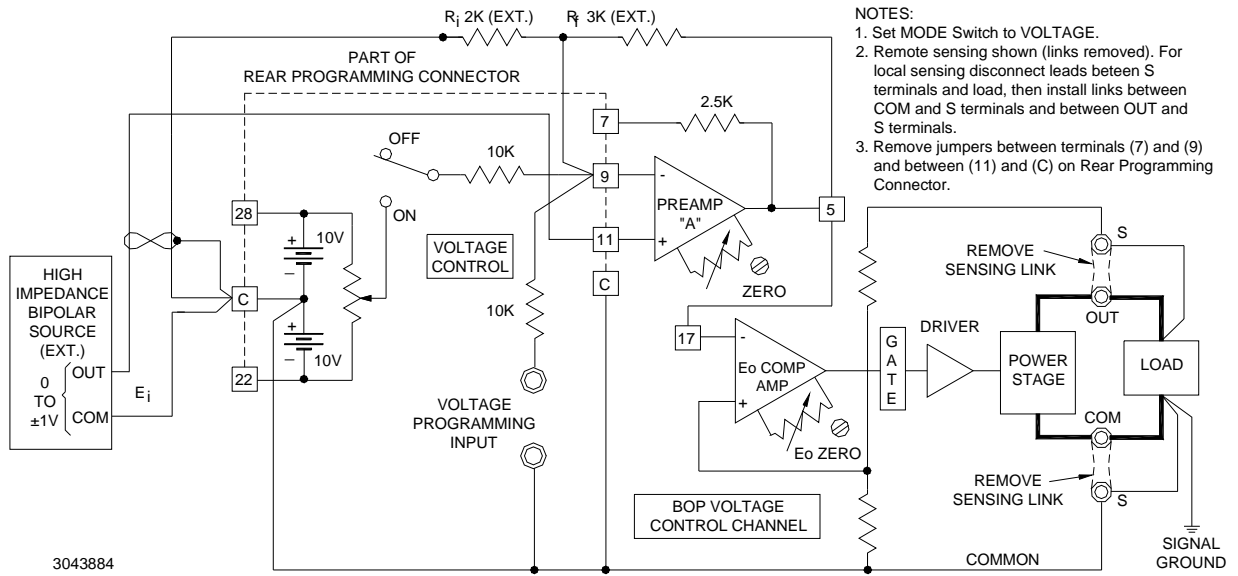 Ri 2K (EXT.)
Rf 3K (EXT.)
NOTES:
1. Set MODE Switch to VOLTAGE.
2. Remote sensing shown (links removed). For
local sensing disconnect leads beteen S
terminals and load, then install links between
COM and S terminals and between OUT and
S terminals.
3. Remove jumpers between terminals (7) and (9)
and between (11) and (C) on Rear Programming
Connector.
PART OF
REAR PROGRAMMING CONNECTOR
7
2.5K
OFF
10K
9
-
PREAMP
"A"
5
ON
28
+
10V
–
11
+
VOLTAGE
CONTROL
C
ZERO
S
REMOVE
SENSING LINK
OUT
HIGH
IMPEDANCE
BIPOLAR
SOURCE
(EXT.)
OUT
0
TO
±1V
COM
Ei
C
+
10V
–
22
10K
17
-
Eo COMP
AMP
+
Eo ZERO
GATE
DRIVER
POWER
STAGE
LOAD
VOLTAGE
PROGRAMMING
INPUT
COM
REMOVE
SENSING LINK
S
BOP VOLTAGE
CONTROL CHANNEL
COMMON
SIGNAL
GROUND
3043884